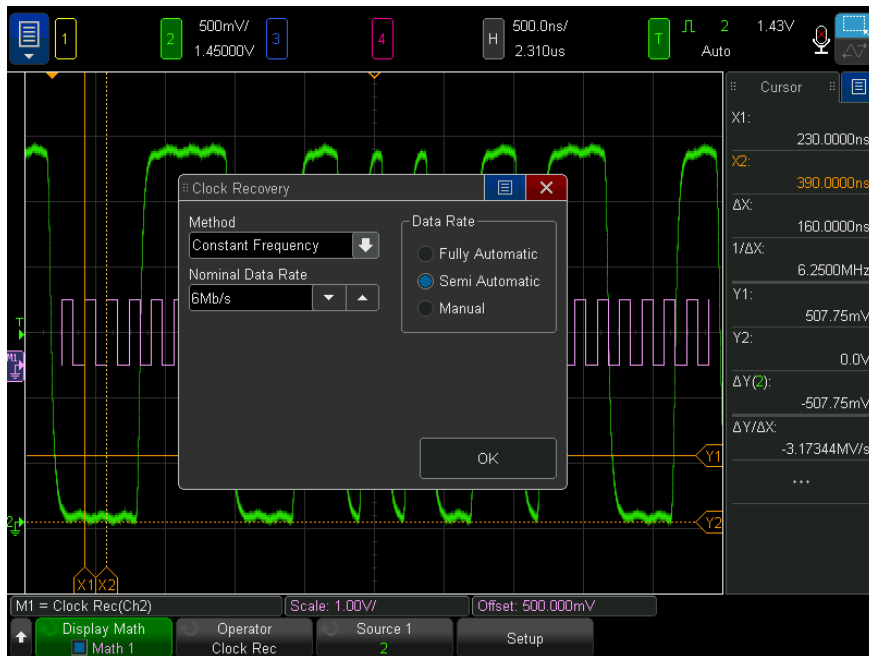 1
2
500mV/
1.45000V
3
4
H
500.0ns/
2.310us
T
2
1.43V
Auto
Cursor
X1:
230.0000ns
X2:
390.0000ns
ΔX:
160.0000ns
1/ΔX:
6.2500MHz
Y1:
507.75mV
Y2:
0.0V
ΔY(2):
-507.75mV
ΔY/ΔX:
-3.17344MV/s
...
Clock Recovery
Method
Constant Frequency
Nominal Data Rate
6Mb/s
Data Rate
Fully Automatic
Semi Automatic
Manual
OK
T
M1
2
Y1
Y2
X1 X2
M1 = Clock Rec(Ch2)
Scale: 1.00V/
Offset: 500.000mV
Display Math
Math 1
Operator
Clock Rec
Source 1
2
Setup